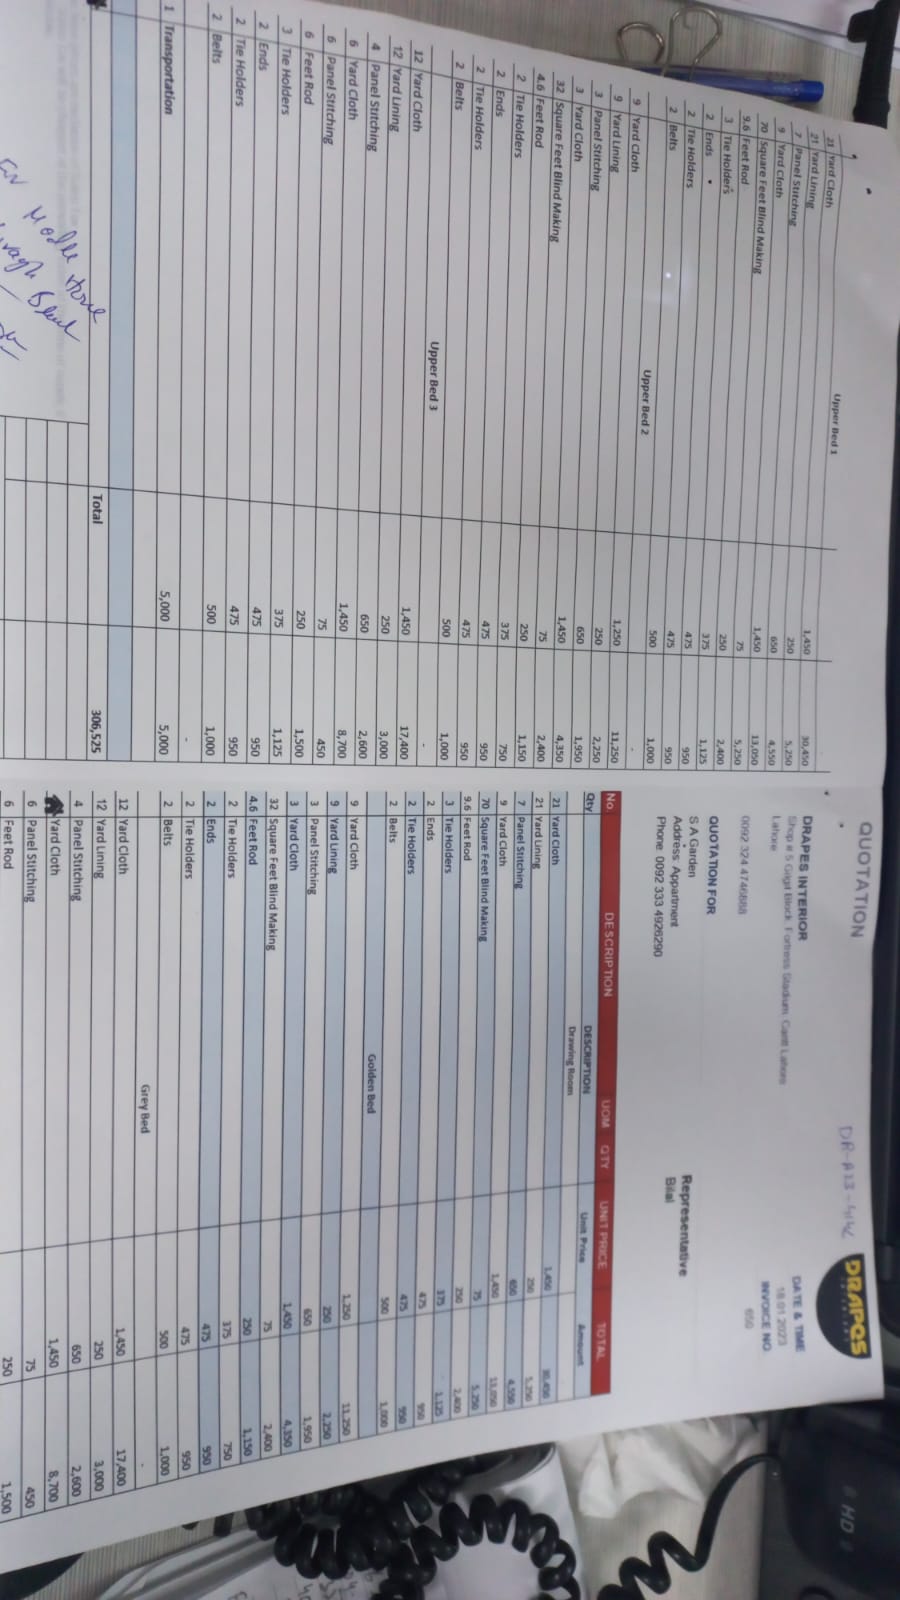 QUOTATION
DR-A13-414
DRAPES INTERIOR
Shop # 5 Gilgit Block Fortress Stadium Cantt Lahore
Lahore
0092 324 4746888
DRAPQS
DATE & TIME
18.01.2023
INVOICE NO
650
QUOTATION FOR
S A Garden
Address: Appartment
Phone 0092 333 4926290
Representative
Bilal
No. DESCRIPTION UOM QTY UNIT PRICE TOTAL
Qty DESCRIPTION Unit Price Amount
Drawing Room
21 Yard Cloth 1,450 30,450
21 Yard Lining 250 5,250
7 Panel Stitching 650 4,550
9 Yard Cloth 1,450 13,050
70 Square Feet Blind Making 75 5,250
9.6 Feet Rod 250 2,400
3 Tie Holders 375 1,125
2 Ends 475 950
2 Tie Holders 475 950
2 Belts 500 1,000
Golden Bed
9 Yard Cloth 1,250 11,250
9 Yard Lining 250 2,250
3 Panel Stitching 650 1,950
3 Yard Cloth 1,450 4,350
32 Square Feet Blind Making 75 2,400
4.6 Feet Rod 250 1,150
2 Tie Holders 375 750
2 Ends 475 950
2 Tie Holders 475 950
2 Belts 500 1,000
Grey Bed -
12 Yard Cloth 1,450 17,400
12 Yard Lining 250 3,000
4 Panel Stitching 650 2,600
Yard Cloth 1,450 8,700
6 Panel Stitching 75 450
6 Feet Rod 250 1,500
Upper Bed 1
21 Yard Cloth 1,450 30,450
21 Yard Lining 250 5,250
7 Panel Stitching 650 4,550
9 Yard Cloth 1,450 13,050
70 Square Feet Blind Making 75 5,250
9.6 Feet Rod 250 2,400
3 Tie Holders 375 1,125
2 Ends 475 950
2 Tie Holders 475 950
2 Belts 500 1,000
Upper Bed 2 -
9 Yard Cloth 1,250 11,250
9 Yard Lining 250 2,250
3 Panel Stitching 650 1,950
3 Yard Cloth 1,450 4,350
32 Square Feet Blind Making 75 2,400
4.6 Feet Rod 250 1,150
2 Tie Holders 375 750
2 Ends 475 950
2 Tie Holders 475 950
2 Belts 500 1,000
Upper Bed 3 -
12 Yard Cloth 1,450 17,400
12 Yard Lining 250 3,000
4 Panel Stitching 650 2,600
6 Yard Cloth 1,450 8,700
6 Panel Stitching 75 450
6 Feet Rod 250 1,500
3 Tie Holders 375 1,125
2 Ends 475 950
2 Tie Holders 475 950
2 Belts 500 1,000
-
1 Transportation 5,000 5,000
Total 306,525
HD